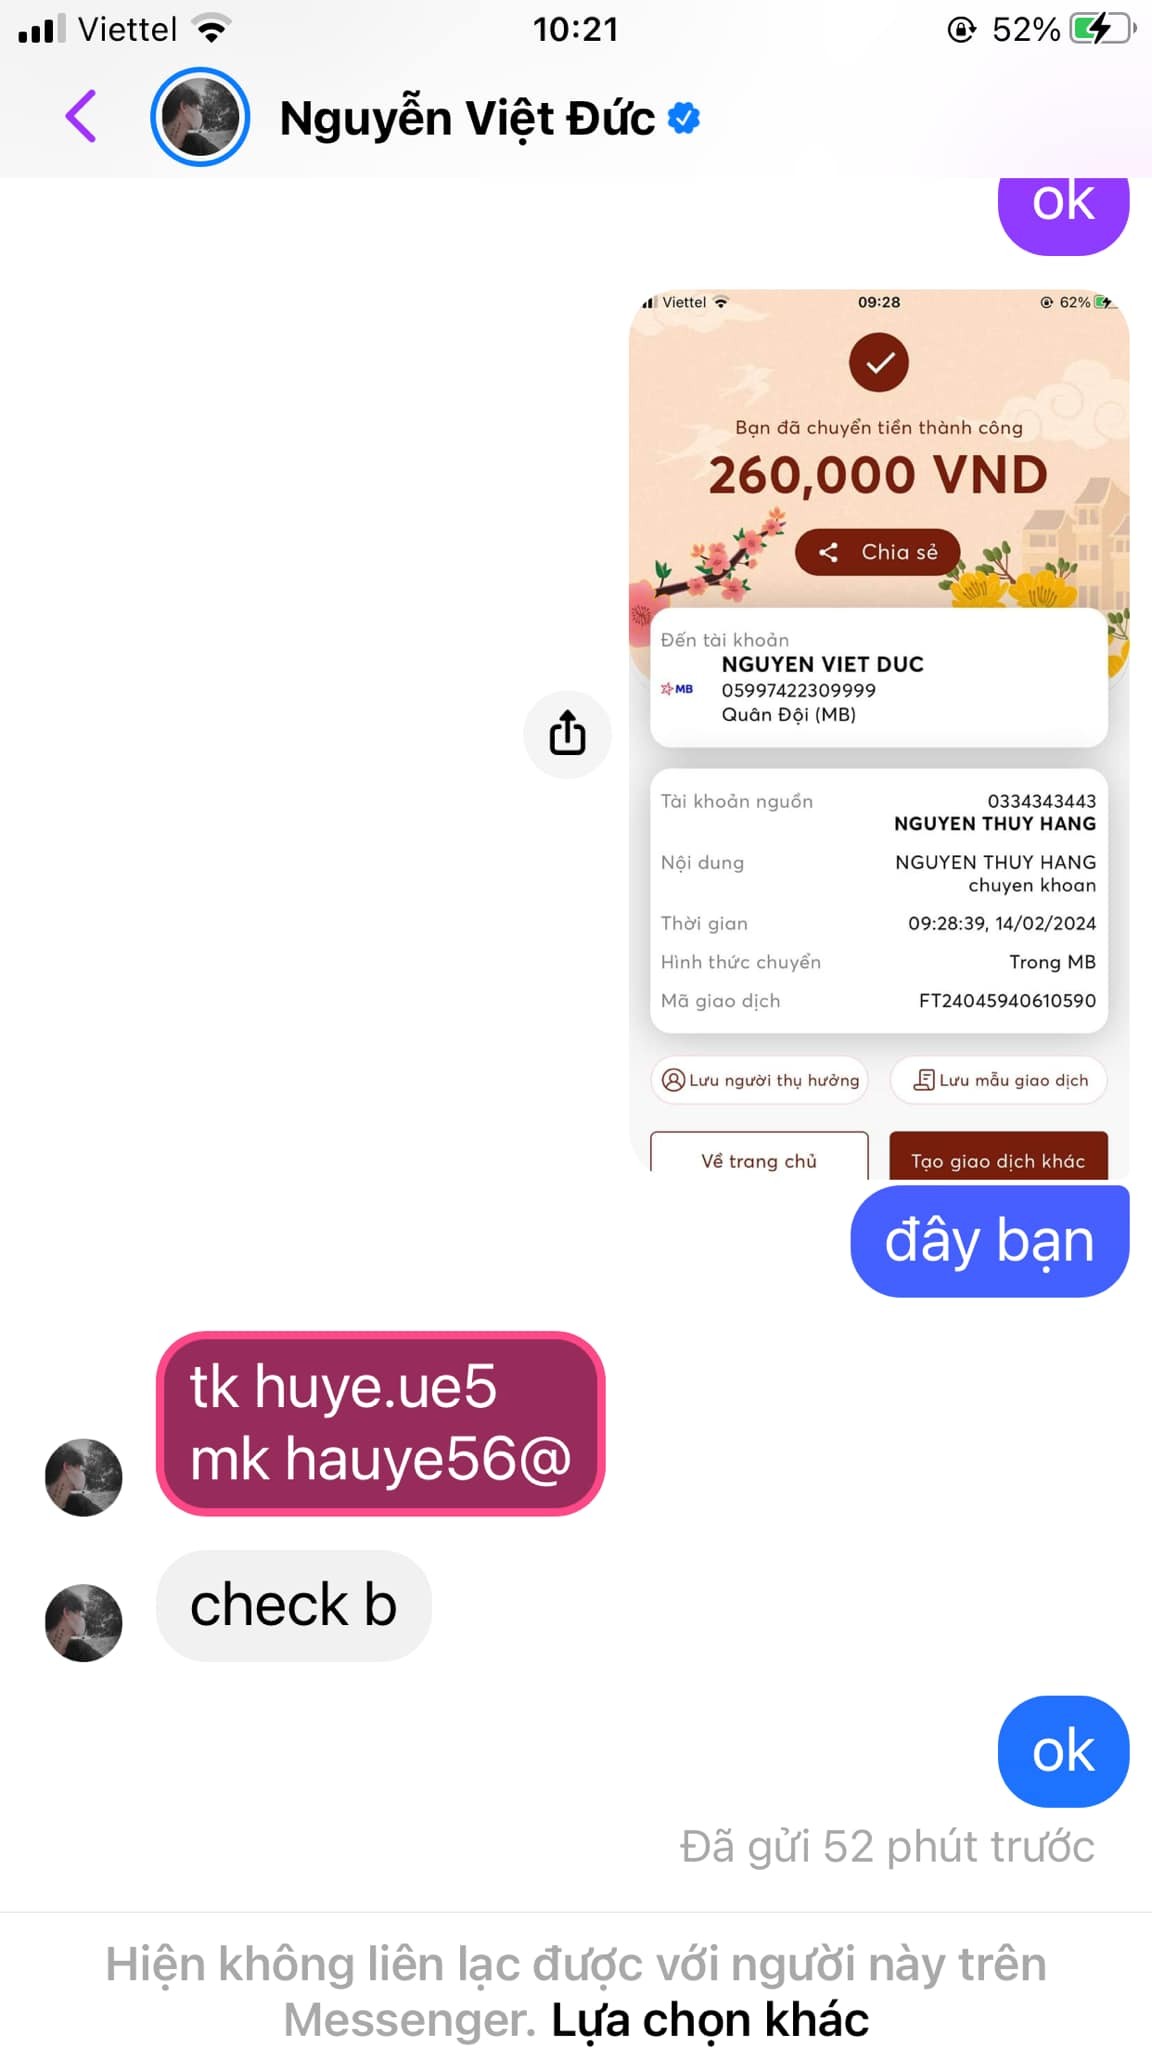 Viettel 10:21 52%
Nguyễn Việt Đức
ok
Viettel 09:28 62%
Bạn đã chuyển tiền thành công
260,000 VND
Chia sẻ
Đến tài khoản
NGUYEN VIET DUC
MB 05997422309999
Quân Đội (MB)
Tài khoản nguồn 0334343443
NGUYEN THUY HANG
Nội dung NGUYEN THUY HANG
chuyen khoan
Thời gian 09:28:39, 14/02/2024
Hình thức chuyển Trong MB
Mã giao dịch FT24045940610590
Lưu người thụ hưởng Lưu mẫu giao dịch
Về trang chủ Tạo giao dịch khác
đây bạn
tk huye.ue5
mk hauye56@
check b
ok
Đã gửi 52 phút trước
Hiện không liên lạc được với người này trên
Messenger. Lựa chọn khác